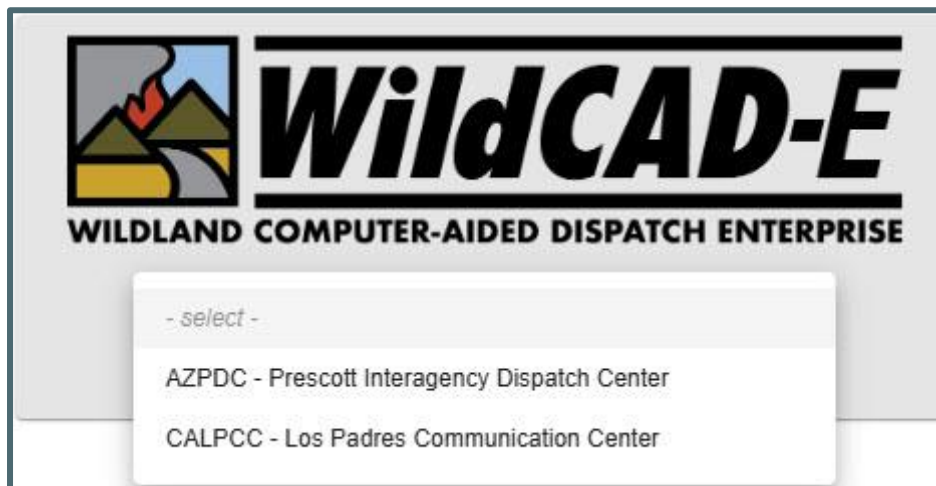 WildCAD-E
WILDLAND COMPUTER-AIDED DISPATCH ENTERPRISE
- select -
AZPDC - Prescott Interagency Dispatch Center
CALPCC - Los Padres Communication Center